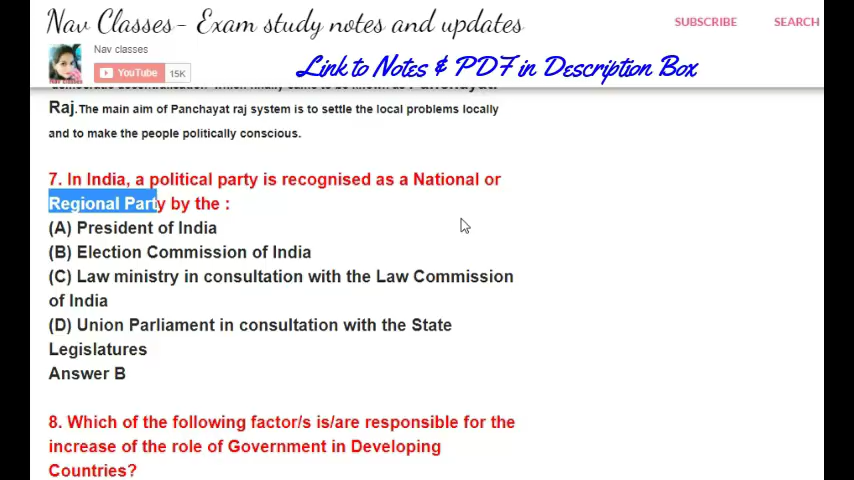 Nav Classes- Exam study notes and updates
SUBSCRIBE
SEARCH
Nav classes
YouTube 15K
Link to Notes & PDF in Description Box
Raj.The main aim of Panchayat raj system is to settle the local problems locally
and to make the people politically conscious.
7. In India, a political party is recognised as a National or
Regional Party by the :
(A) President of India
(B) Election Commission of India
(C) Law ministry in consultation with the Law Commission
of India
(D) Union Parliament in consultation with the State
Legislatures
Answer B
8. Which of the following factor/s is/are responsible for the
increase of the role of Government in Developing
Countries?